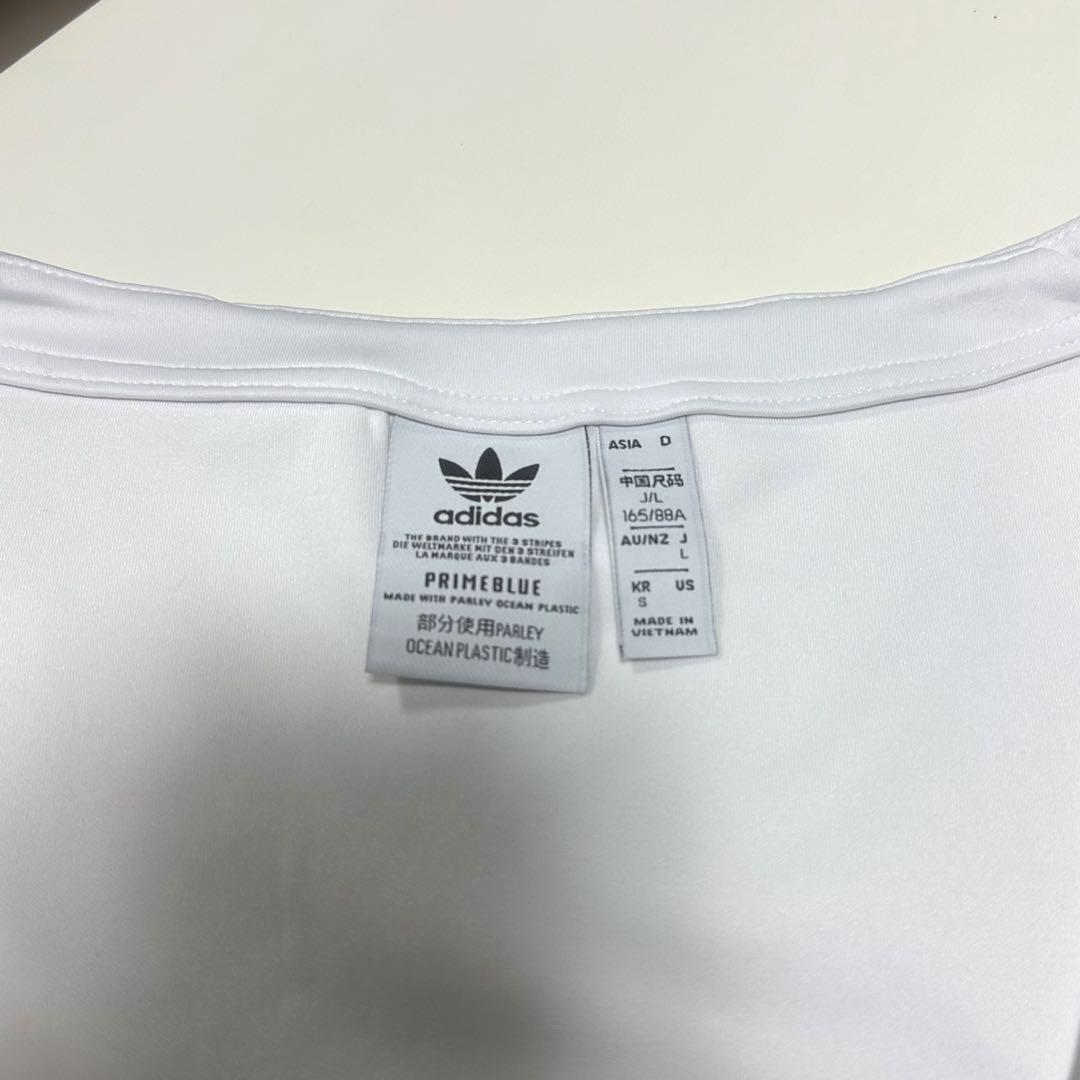 adidas
THE BRAND WITH THE 3 STRIPES
DIE WELTMARKE MIT DEN 3 STREIFEN
LA MARQUE AUX 3 BANDES
PRIMEBLUE
MADE WITH PARLEY OCEAN PLASTIC
部分使用PARLEY
OCEAN PLASTIC制造
ASIA D
中国尺码
J/L
165/88A
AU/NZ J
L
KR US
S
MADE IN
VIETNAM